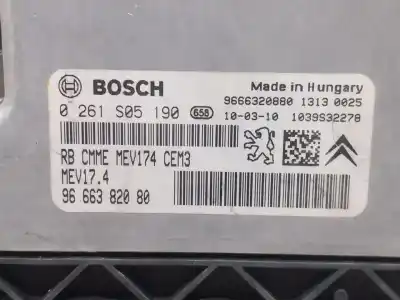 BOSCH
Made in Hungary
9666320880 1313 0025
0 261 S05 190 658
10-03-10 1039S32278
RB CMME MEV174 CEM3
MEV17.4
96 663 820 80